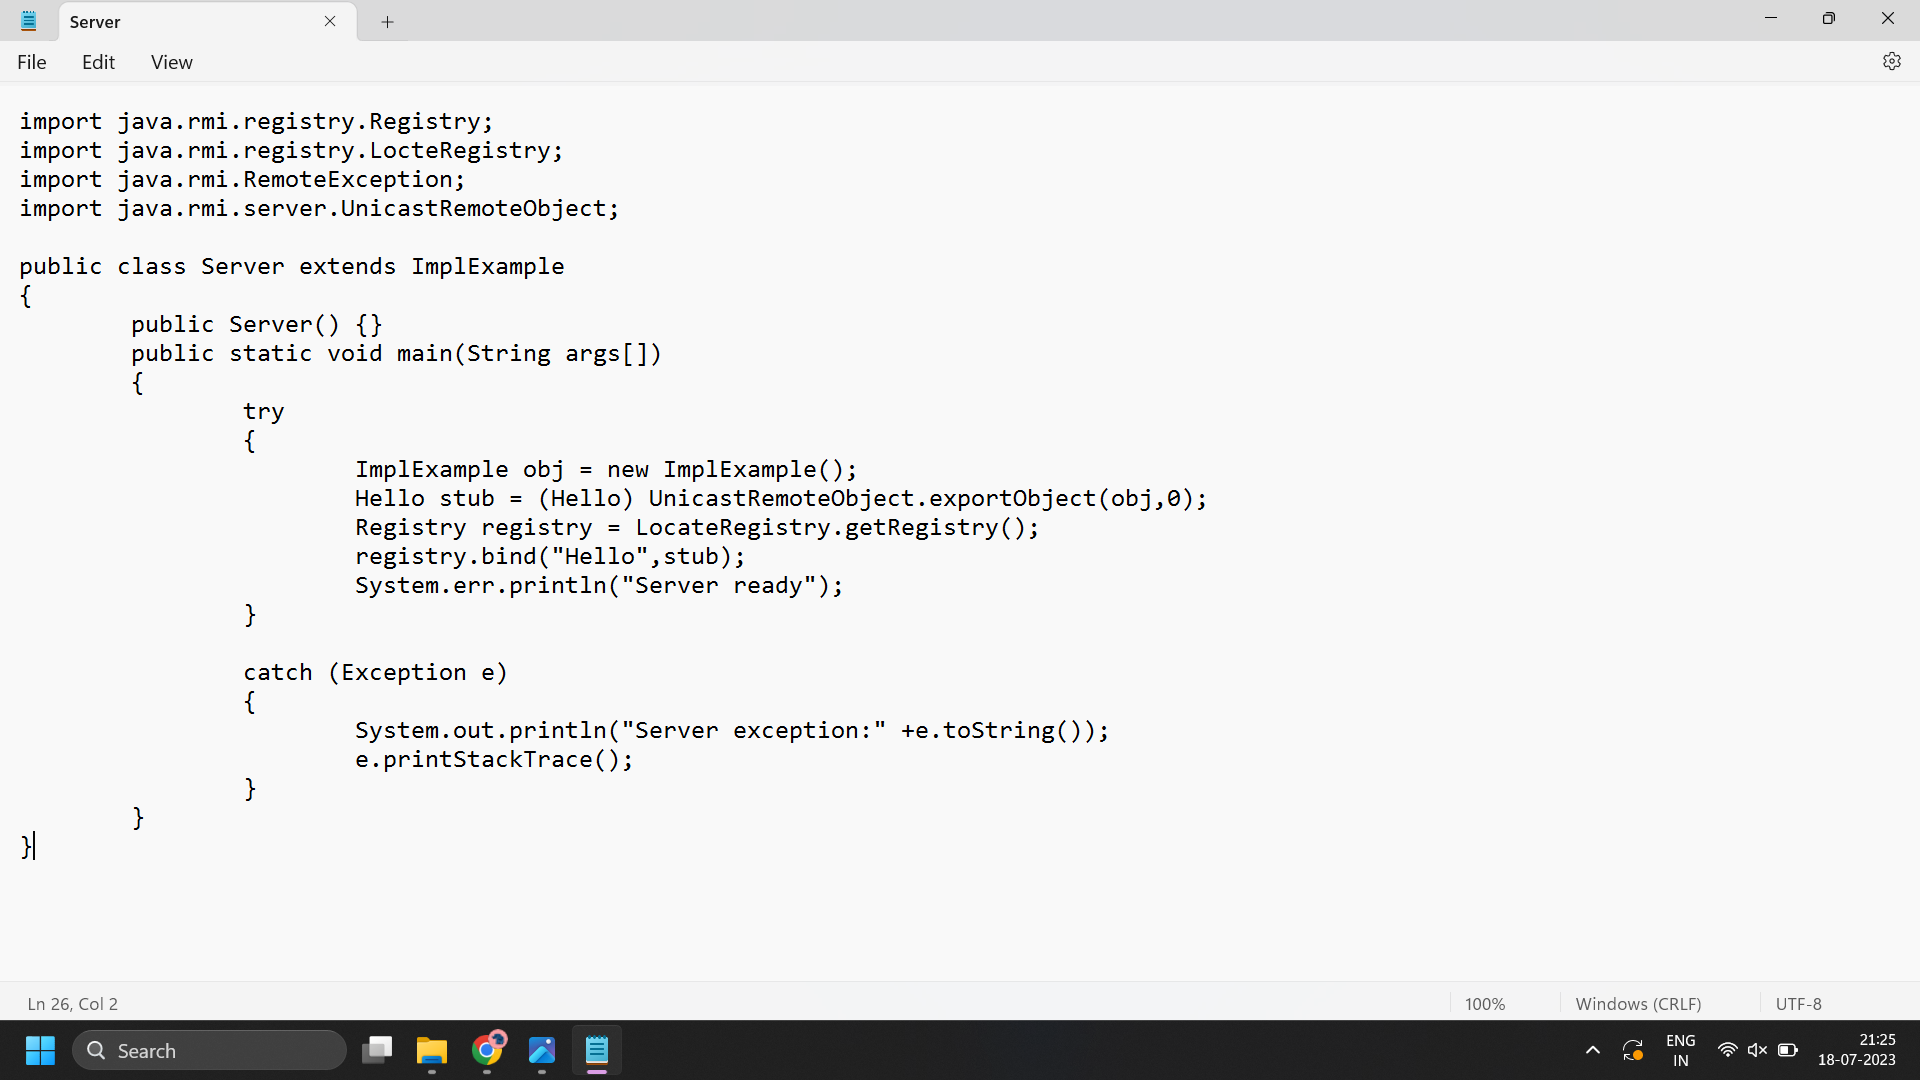 Server
File Edit View
import java.rmi.registry.Registry;
import java.rmi.registry.LocteRegistry;
import java.rmi.RemoteException;
import java.rmi.server.UnicastRemoteObject;
public class Server extends ImplExample
{
public Server() {}
public static void main(String args[])
{
try
{
ImplExample obj = new ImplExample();
Hello stub = (Hello) UnicastRemoteObject.exportObject(obj,0);
Registry registry = LocateRegistry.getRegistry();
registry.bind("Hello",stub);
System.err.println("Server ready");
}
catch (Exception e)
{
System.out.println("Server exception:" +e.toString());
e.printStackTrace();
}
}
}
Ln 26, Col 2 100% Windows (CRLF) UTF-8
Search ENG 21:25
IN 18-07-2023